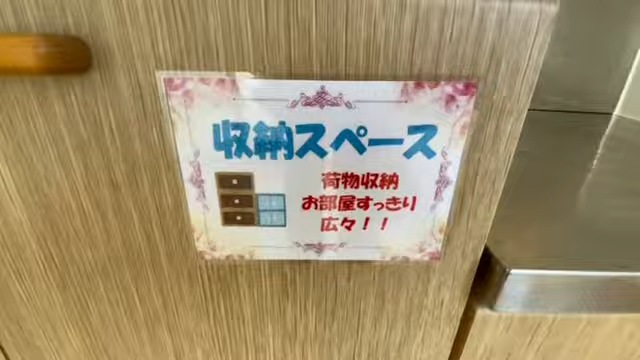 収納スペース
荷物収納
お部屋すっきり
広々！！